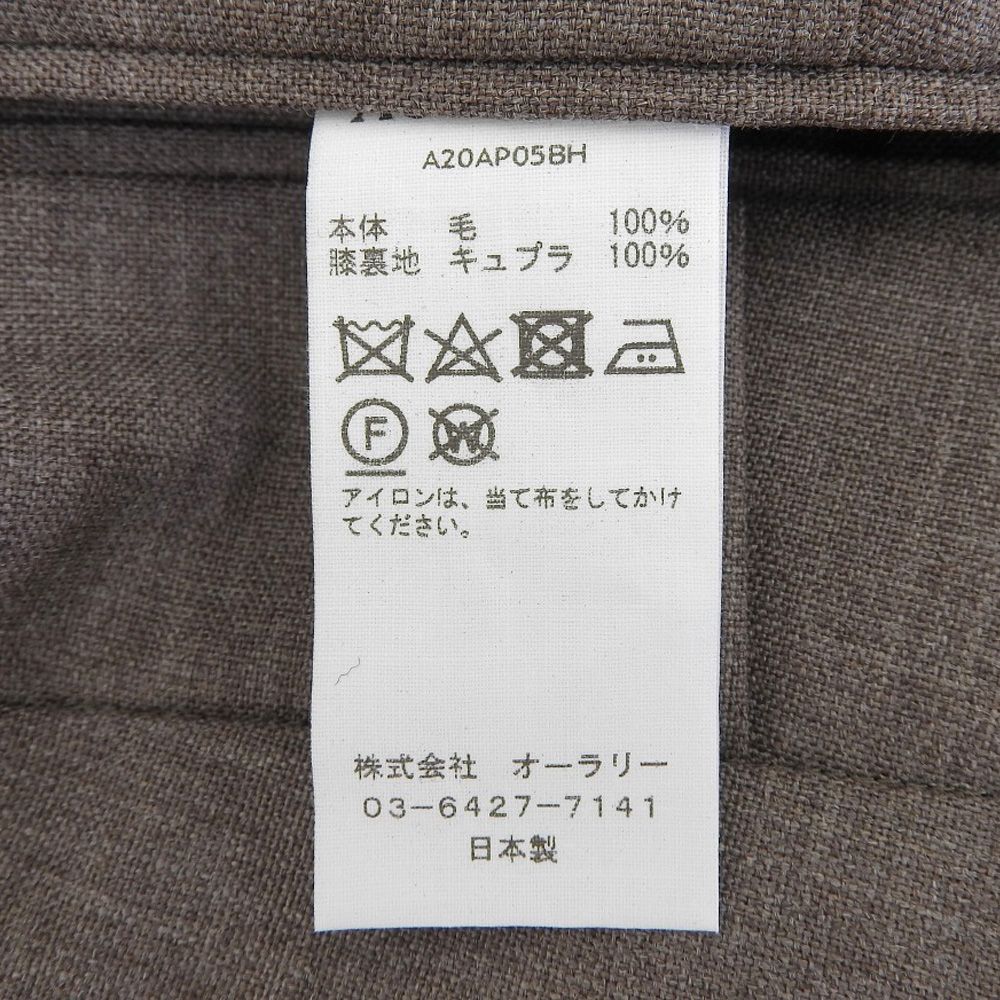 A20AP05BH
本体 毛 100%
膝裏地 キュプラ 100%
F W
アイロンは、当て布をしてかけ
てください。
株式会社 オーラリー
03-6427-7141
日本製